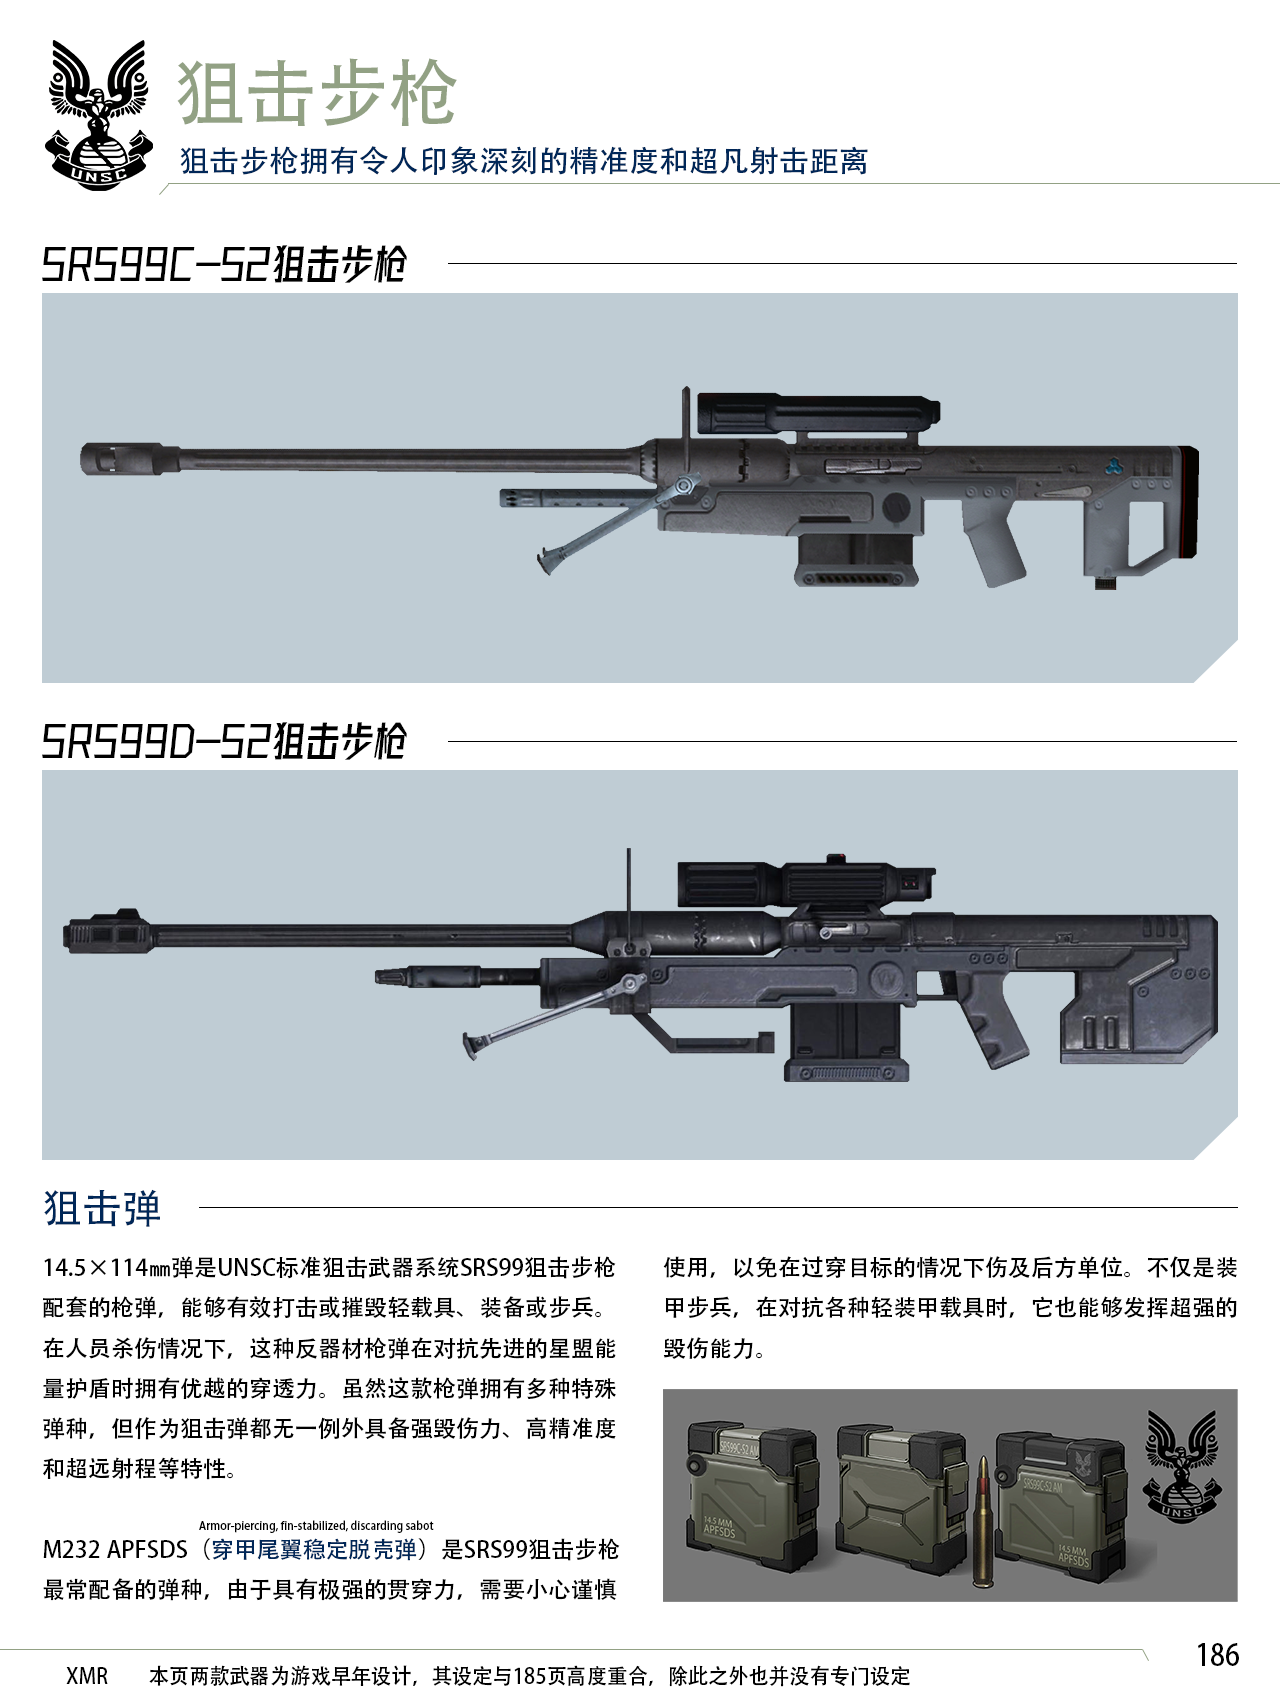 UNSC
狙击步枪
狙击步枪拥有令人印象深刻的精准度和超凡射击距离
SRS99C-S2狙击步枪
SRS99D-S2狙击步枪
狙击弹
14.5×114㎜弹是UNSC标准狙击武器系统SRS99狙击步枪
配套的枪弹，能够有效打击或摧毁轻载具、装备或步兵。
在人员杀伤情况下，这种反器材枪弹在对抗先进的星盟能
量护盾时拥有优越的穿透力。虽然这款枪弹拥有多种特殊
弹种，但作为狙击弹都无一例外具备强毁伤力、高精准度
和超远射程等特性。
Armor-piercing, fin-stabilized, discarding sabot
M232 APFSDS（穿甲尾翼稳定脱壳弹）是SRS99狙击步枪
最常配备的弹种，由于具有极强的贯穿力，需要小心谨慎
使用，以免在过穿目标的情况下伤及后方单位。不仅是装
甲步兵，在对抗各种轻装甲载具时，它也能够发挥超强的
毁伤能力。
SRS99C-S2 AM
14.5 MM
APFSDS
SRS99C-S2 AM
14.5 MM
APFSDS
UNSC
186
XMR 本页两款武器为游戏早年设计，其设定与185页高度重合，除此之外也并没有专门设定